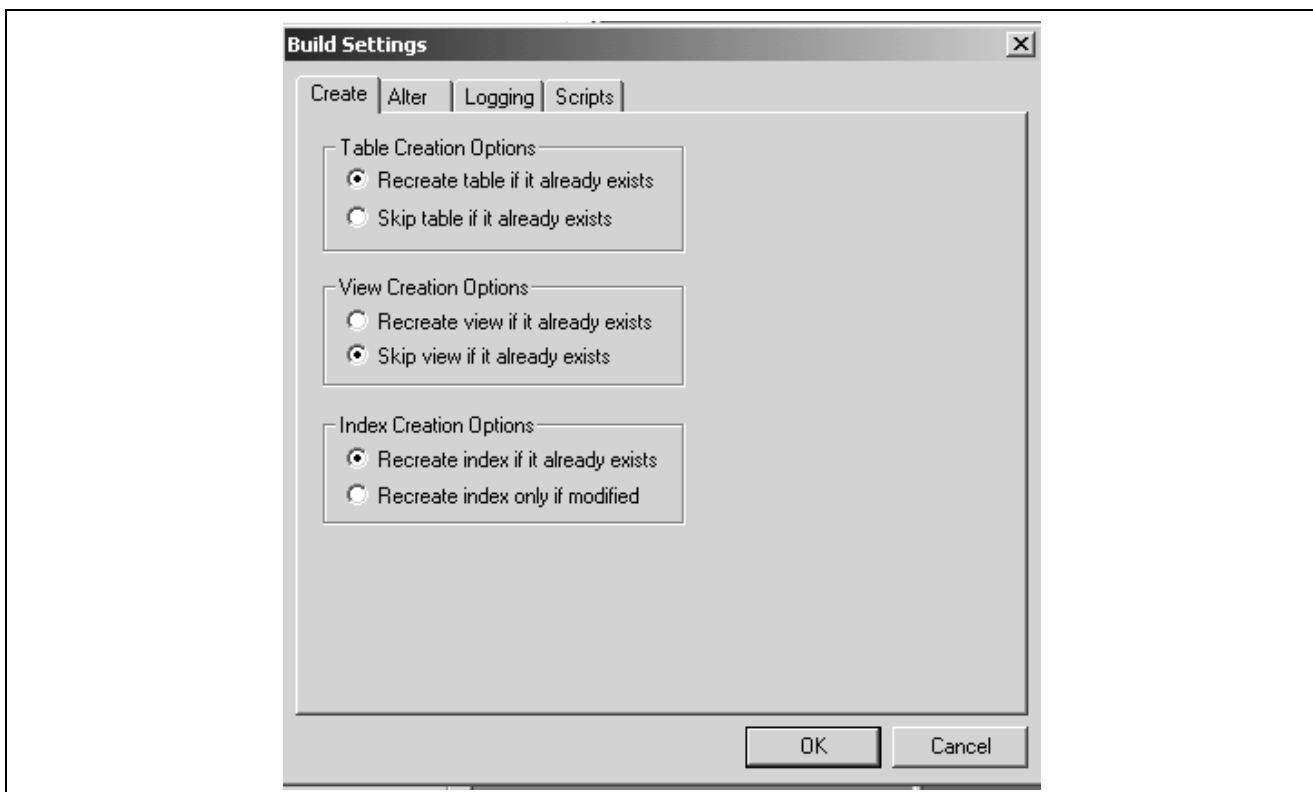 Build Settings
Create Alter Logging Scripts
Table Creation Options
Recreate table if it already exists
Skip table if it already exists
View Creation Options
Recreate view if it already exists
Skip view if it already exists
Index Creation Options
Recreate index if it already exists
Recreate index only if modified
OK Cancel